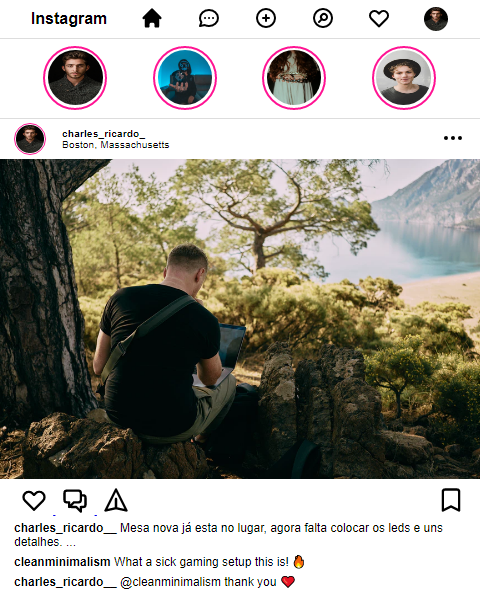 Instagram
charles_ricardo_
Boston, Massachusetts
charles_ricardo__ Mesa nova já esta no lugar, agora falta colocar os leds e uns
detalhes. ...
cleanminimalism What a sick gaming setup this is! 🔥
charles_ricardo__ @cleanminimalism thank you ❤️